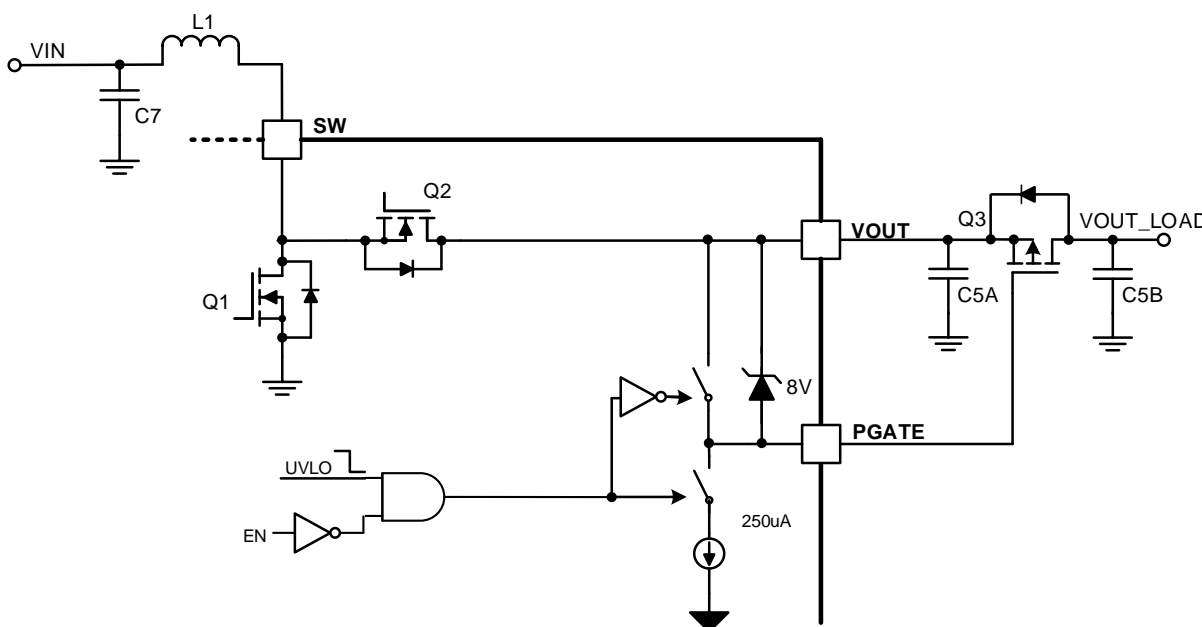 L1
VIN
C7
SW
Q2
Q3
VOUT_LOAD
VOUT
C5A
C5B
Q1
8V
PGATE
UVLO
250uA
EN